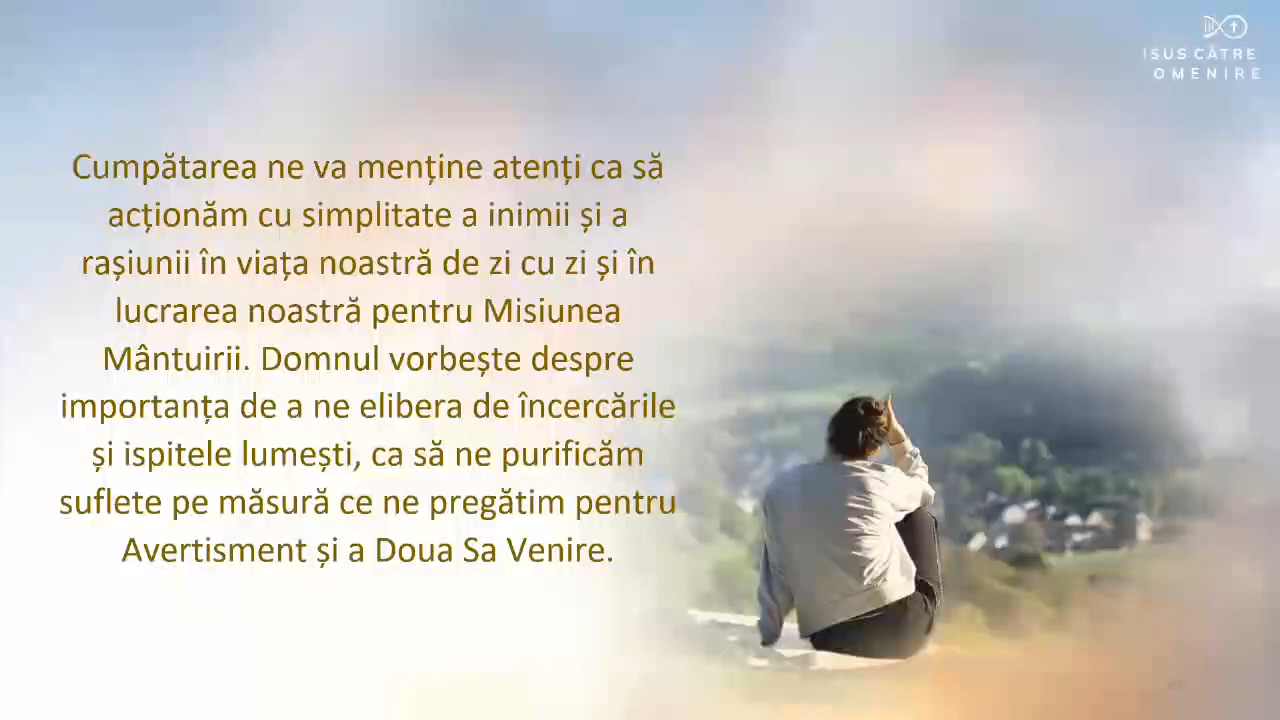 ISUS CĂTRE
OMENIRE
Cumpătarea ne va menține atenți ca să
acționăm cu simplitate a inimii și a
rașiunii în viața noastră de zi cu zi și în
lucrarea noastră pentru Misiunea
Mântuirii. Domnul vorbește despre
importanța de a ne elibera de încercările
și ispitele lumești, ca să ne purificăm
suflete pe măsură ce ne pregătim pentru
Avertisment și a Doua Sa Venire.